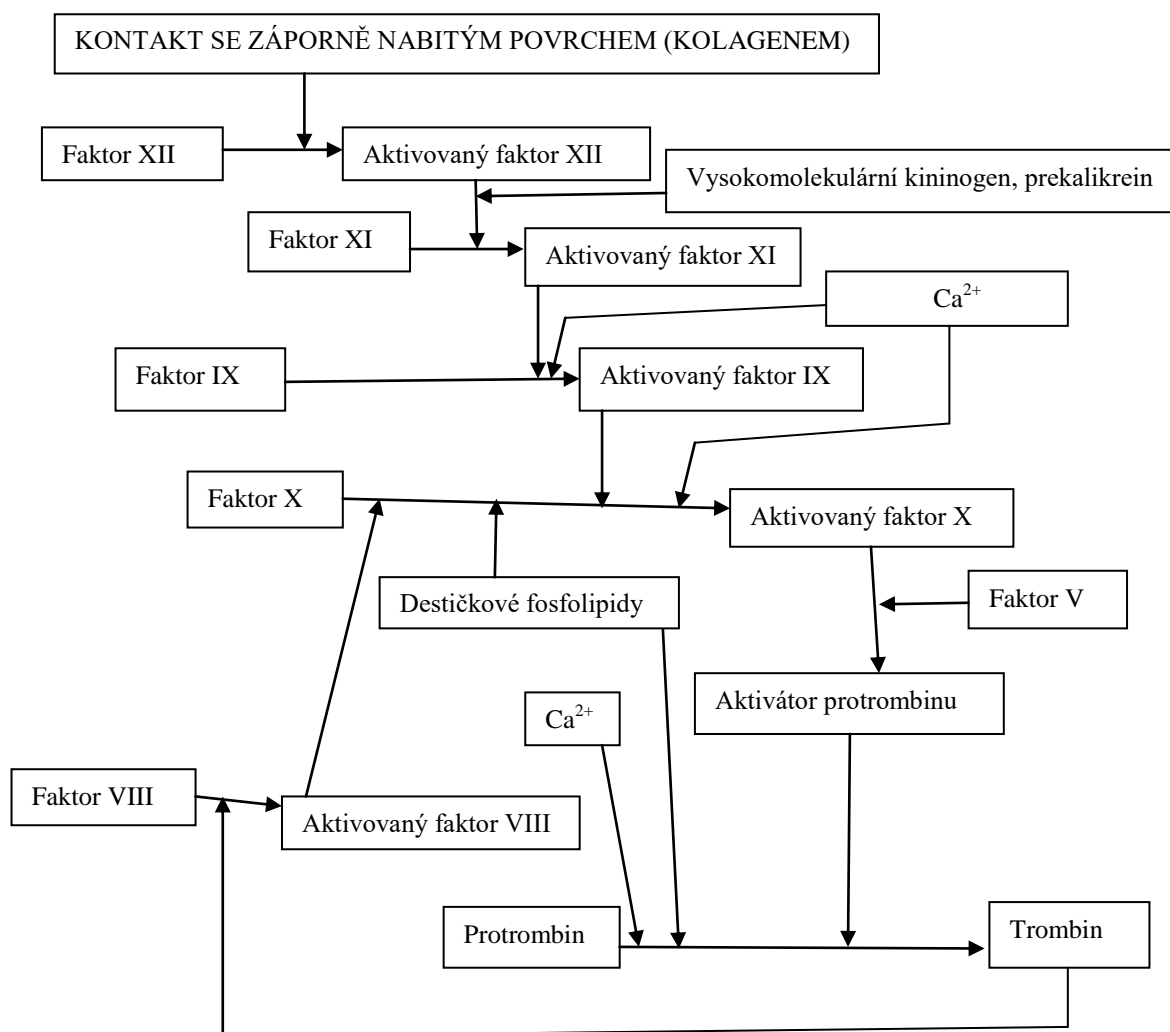 KONTAKT SE ZÁPORNĚ NABITÝM POVRCHEM (KOLAGENEM)
Faktor XII
Aktivovaný faktor XII
Vysokomolekulární kininogen, prekalikrein
Faktor XI
Aktivovaný faktor XI
Ca²⁺
Faktor IX
Aktivovaný faktor IX
Faktor X
Aktivovaný faktor X
Destičkové fosfolipidy
Faktor V
Aktivátor protrombinu
Ca²⁺
Faktor VIII
Aktivovaný faktor VIII
Protrombin
Trombin